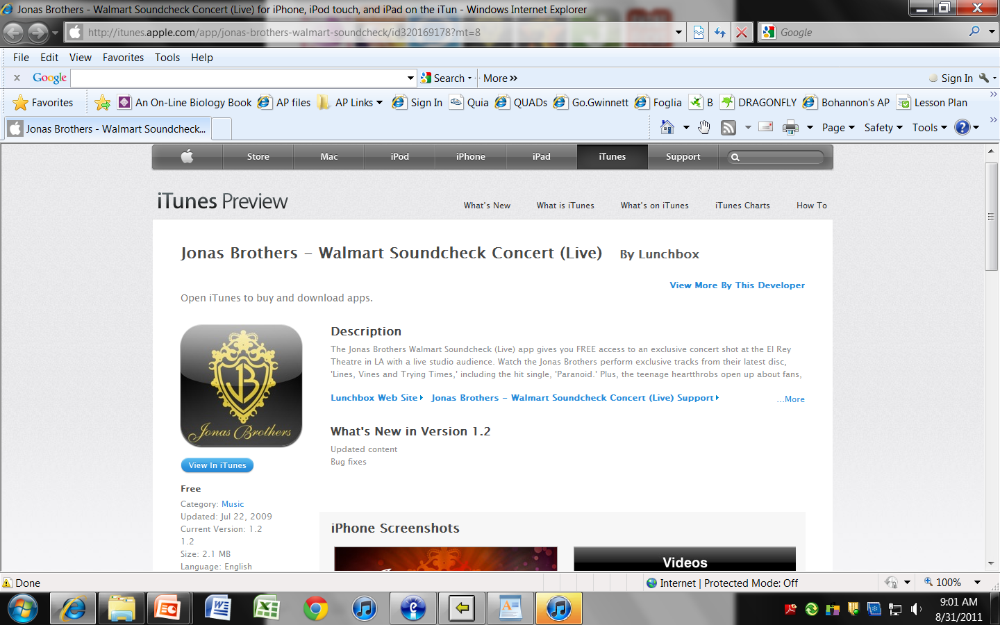 Jonas Brothers - Walmart Soundcheck Concert (Live) for iPhone, iPod touch, and iPad on the iTun - Windows Internet Explorer
http://itunes.apple.com/app/jonas-brothers-walmart-soundcheck/id320169178?mt=8
Google
File Edit View Favorites Tools Help
x Google Search More » Sign In
Favorites An On-Line Biology Book AP files AP Links Sign In Quia QUADs Go.Gwinnett Foglia B DRAGONFLY Bohannon's AP Lesson Plan
Jonas Brothers - Walmart Soundcheck... Page Safety Tools
Store Mac iPod iPhone iPad iTunes Support
iTunes Preview
What's New What is iTunes What's on iTunes iTunes Charts How To
Jonas Brothers - Walmart Soundcheck Concert (Live) By Lunchbox
View More By This Developer
Open iTunes to buy and download apps.
JB
Jonas Brothers
Description
The Jonas Brothers Walmart Soundcheck (Live) app gives you FREE access to an exclusive concert shot at the El Rey
Theatre in LA with a live studio audience. Watch the Jonas Brothers perform exclusive tracks from their latest disc,
'Lines, Vines and Trying Times,' including the hit single, 'Paranoid.' Plus, the teenage heartthrobs open up about fans,
Lunchbox Web Site Jonas Brothers - Walmart Soundcheck Concert (Live) Support ...More
What's New in Version 1.2
Updated content
Bug fixes
View In iTunes
Free
Category: Music
Updated: Jul 22, 2009
Current Version: 1.2
1.2
Size: 2.1 MB
Language: English
iPhone Screenshots
Videos
Done Internet | Protected Mode: Off 100%
9:01 AM
8/31/2011